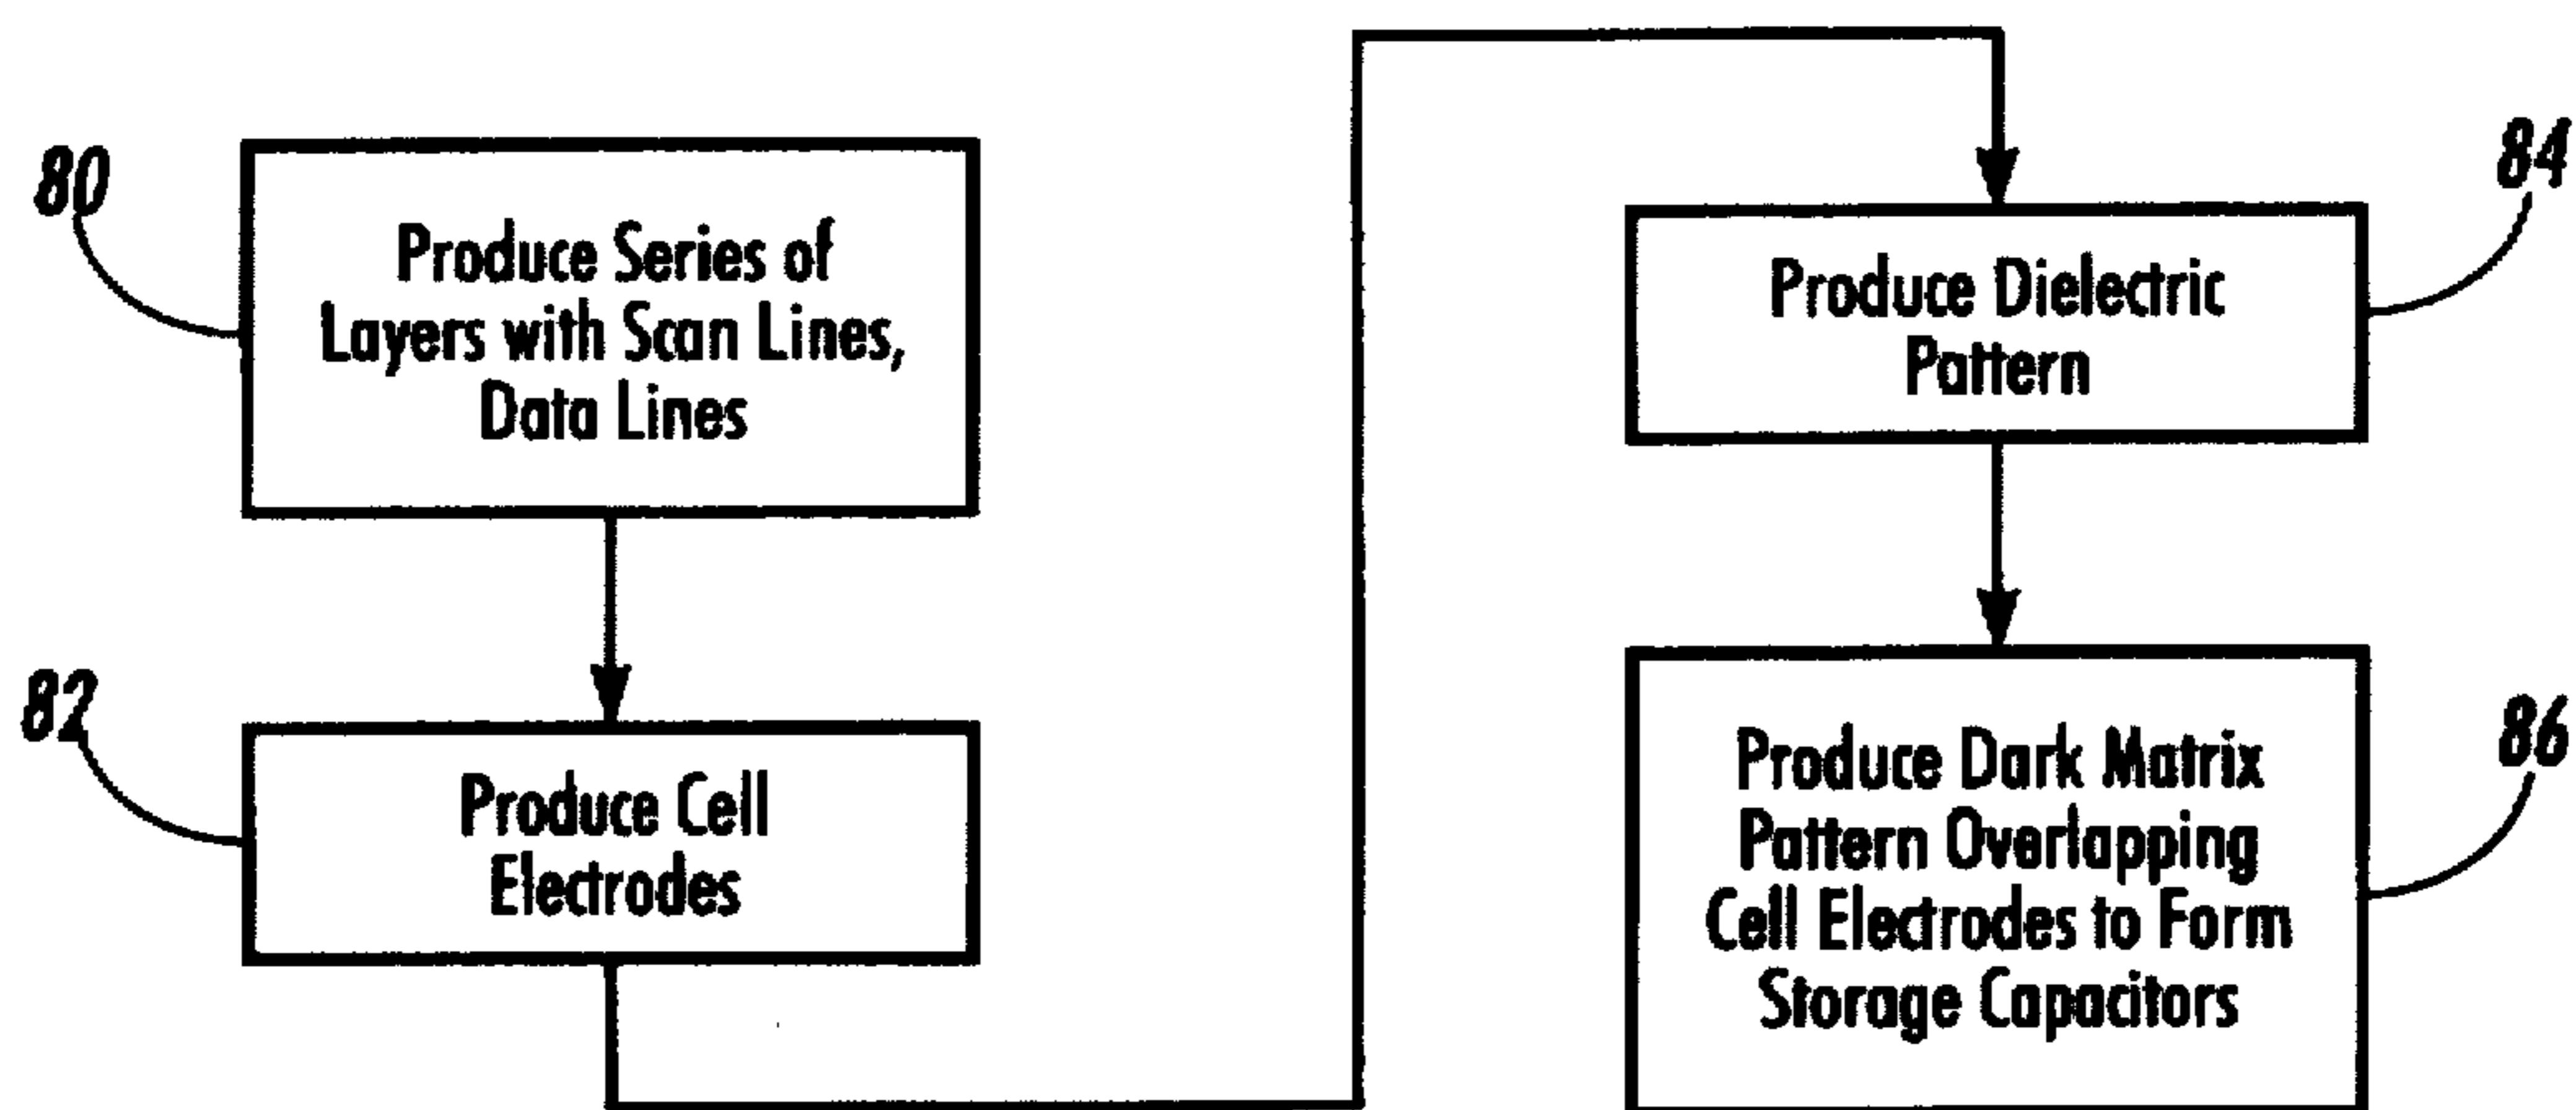 80
Produce Series of
Layers with Scan Lines,
Data Lines
82
Produce Cell
Electrodes
84
Produce Dielectric
Pattern
86
Produce Dark Matrix
Pattern Overlapping
Cell Electrodes to Form
Storage Capacitors